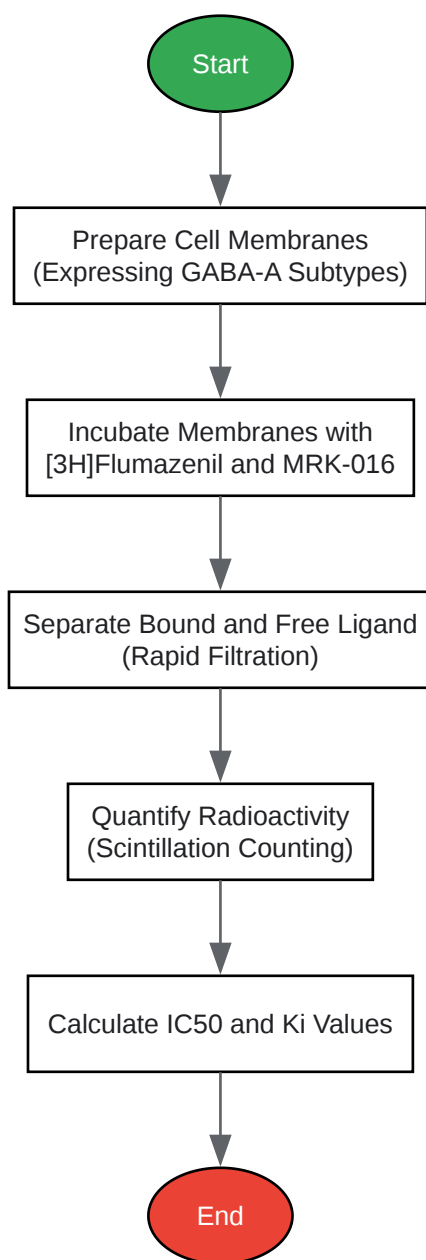 Start
Prepare Cell Membranes
(Expressing GABA-A Subtypes)
Incubate Membranes with
[3H]Flumazenil and MRK-016
Separate Bound and Free Ligand
(Rapid Filtration)
Quantify Radioactivity
(Scintillation Counting)
Calculate IC50 and Ki Values
End